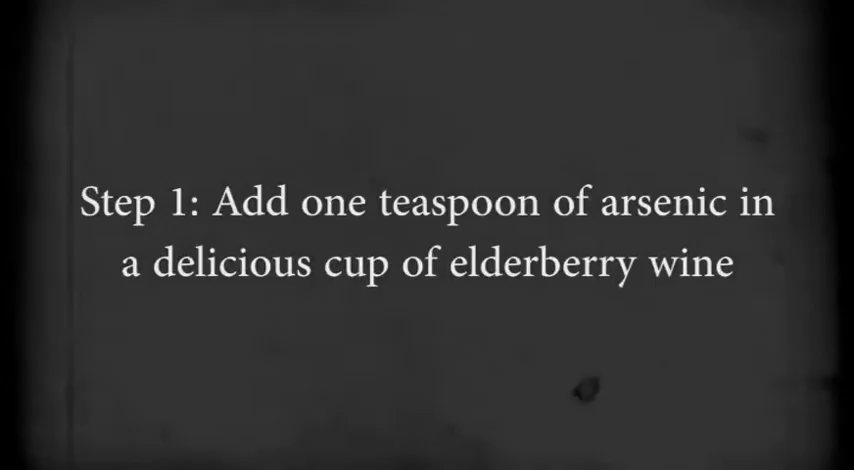 Step 1: Add one teaspoon of arsenic in
a delicious cup of elderberry wine